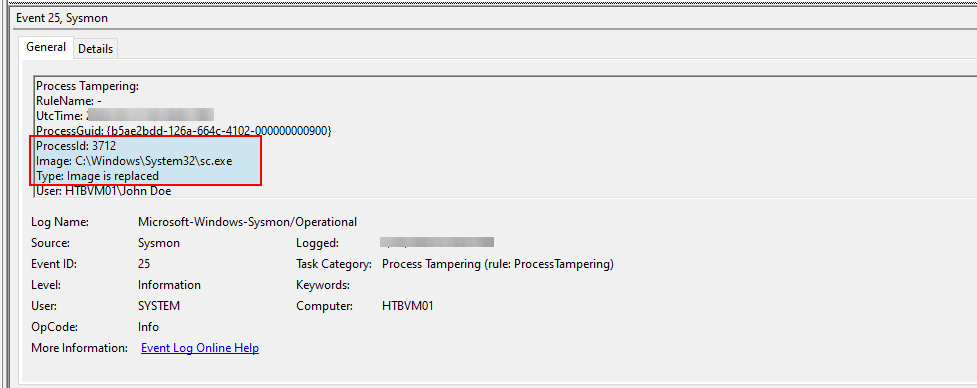 Event 25, Sysmon
General Details
Process Tampering:
RuleName: -
UtcTime:
ProcessGuid: {b5ae2bdd-126a-664c-4102-000000000900}
ProcessId: 3712
Image: C:\Windows\System32\sc.exe
Type: Image is replaced
User: HTBVM01\John Doe
Log Name: Microsoft-Windows-Sysmon/Operational
Source: Sysmon Logged:
Event ID: 25 Task Category: Process Tampering (rule: ProcessTampering)
Level: Information Keywords:
User: SYSTEM Computer: HTBVM01
OpCode: Info
More Information: Event Log Online Help